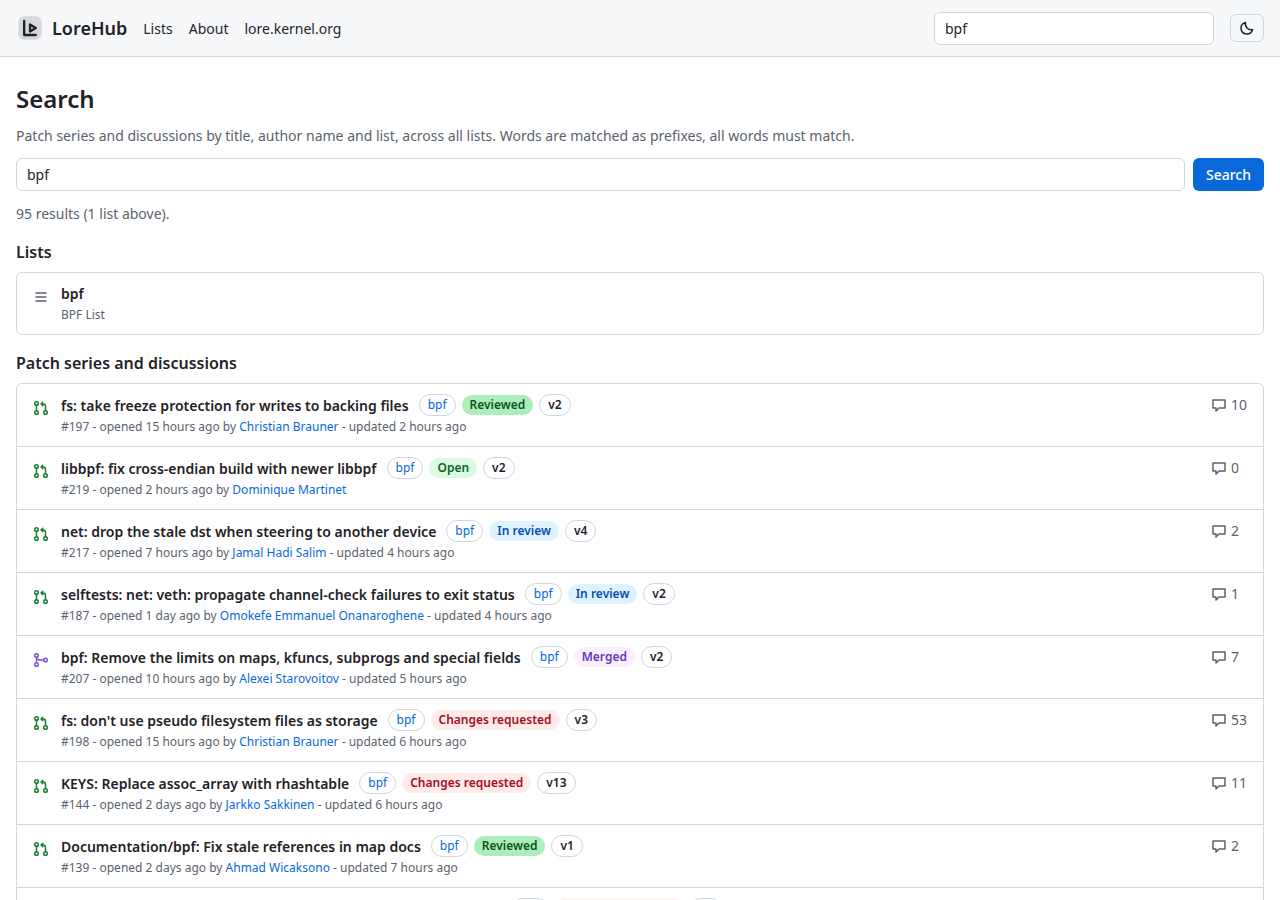 LoreHub Lists About lore.kernel.org bpf
Search
Patch series and discussions by title, author name and list, across all lists. Words are matched as prefixes, all words must match.
bpf Search
95 results (1 list above).
Lists
bpf
BPF List
Patch series and discussions
fs: take freeze protection for writes to backing files bpf Reviewed v2 10
#197 - opened 15 hours ago by Christian Brauner - updated 2 hours ago
libbpf: fix cross-endian build with newer libbpf bpf Open v2 0
#219 - opened 2 hours ago by Dominique Martinet
net: drop the stale dst when steering to another device bpf In review v4 2
#217 - opened 7 hours ago by Jamal Hadi Salim - updated 4 hours ago
selftests: net: veth: propagate channel-check failures to exit status bpf In review v2 1
#187 - opened 1 day ago by Omokefe Emmanuel Onanaroghene - updated 4 hours ago
bpf: Remove the limits on maps, kfuncs, subprogs and special fields bpf Merged v2 7
#207 - opened 10 hours ago by Alexei Starovoitov - updated 5 hours ago
fs: don't use pseudo filesystem files as storage bpf Changes requested v3 53
#198 - opened 15 hours ago by Christian Brauner - updated 6 hours ago
KEYS: Replace assoc_array with rhashtable bpf Changes requested v13 11
#144 - opened 2 days ago by Jarkko Sakkinen - updated 6 hours ago
Documentation/bpf: Fix stale references in map docs bpf Reviewed v1 2
#139 - opened 2 days ago by Ahmad Wicaksono - updated 7 hours ago